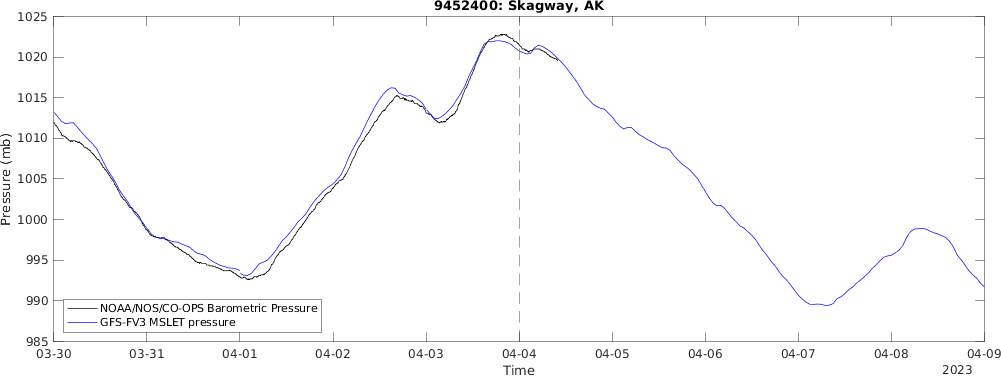 9452400: Skagway, AK
1025
1020
1015
1010
1005
1000
995
990
985
Pressure (mb)
NOAA/NOS/CO-OPS Barometric Pressure
GFS-FV3 MSLET pressure
03-30 03-31 04-01 04-02 04-03 04-04 04-05 04-06 04-07 04-08 04-09
Time
2023